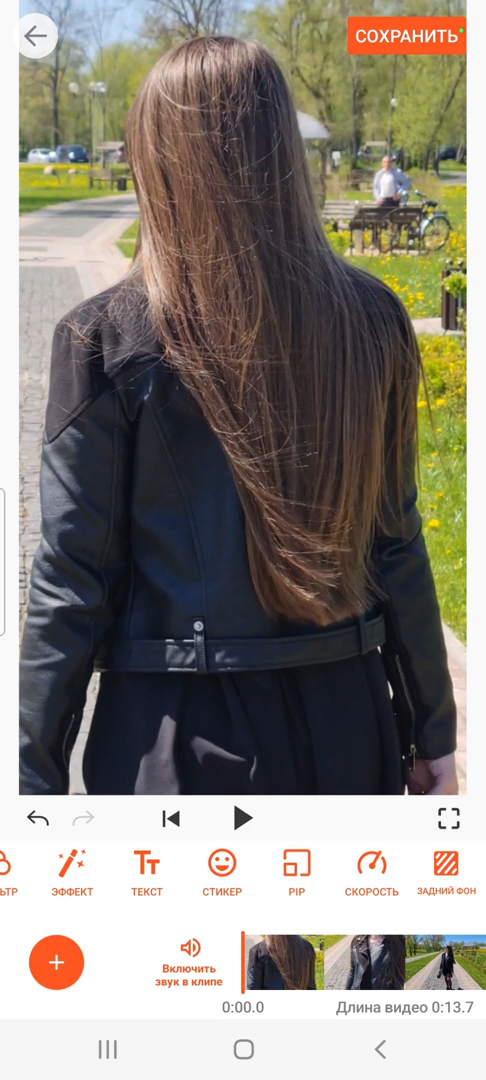 СОХРАНИТЬ
ЬТР
ЭФФЕКТ
ТЕКСТ
СТИКЕР
PIP
СКОРОСТЬ
ЗАДНИЙ ФОН
Включить
звук в клипе
0:00.0
Длина видео 0:13.7